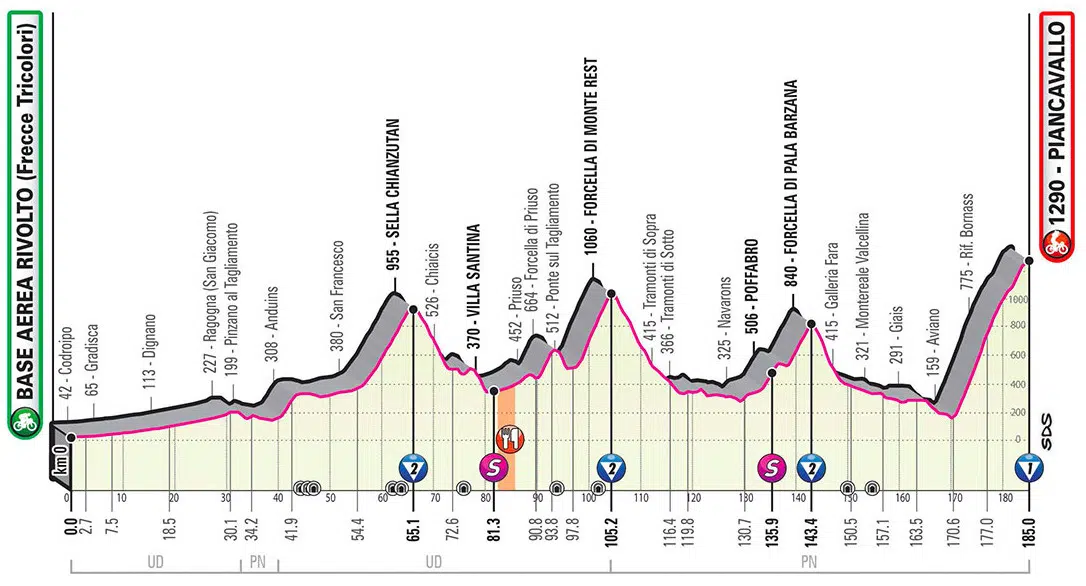 BASE AEREA RIVOLTO (Frecce Tricolori)
42 - Codroipo
65 - Gradisca
113 - Dignano
227 - Ragogna (San Giacomo)
199 - Pinzano al Tagliamento
308 - Anduins
380 - San Francesco
955 - SELLA CHIANZUTAN
526 - Chiaicis
370 - VILLA SANTINA
452 - Priuso
664 - Forcella di Priuso
512 - Ponte sul Tagliamento
1060 - FORCELLA DI MONTE REST
415 - Tramonti di Sopra
366 - Tramonti di Sotto
325 - Navarons
506 - POFFABRO
840 - FORCELLA DI PALA BARZANA
415 - Galleria Fara
321 - Montereale Valcellina
291 - Giais
159 - Aviano
775 - Rif. Bornass
1290 - PIANCAVALLO
1000
800
600
400
200
0
SDS
km 0
2 S 2 S 2 1
0 10 20 30 40 50 60 70 80 90 100 110 120 130 140 150 160 170 180
0.0 2.7 7.5 18.5 30.1 34.2 41.9 54.4 65.1 72.6 81.3 90.8 93.8 97.8 105.2 116.4 119.8 130.7 135.9 143.4 150.5 157.1 163.5 170.6 177.0 185.0
UD PN UD PN